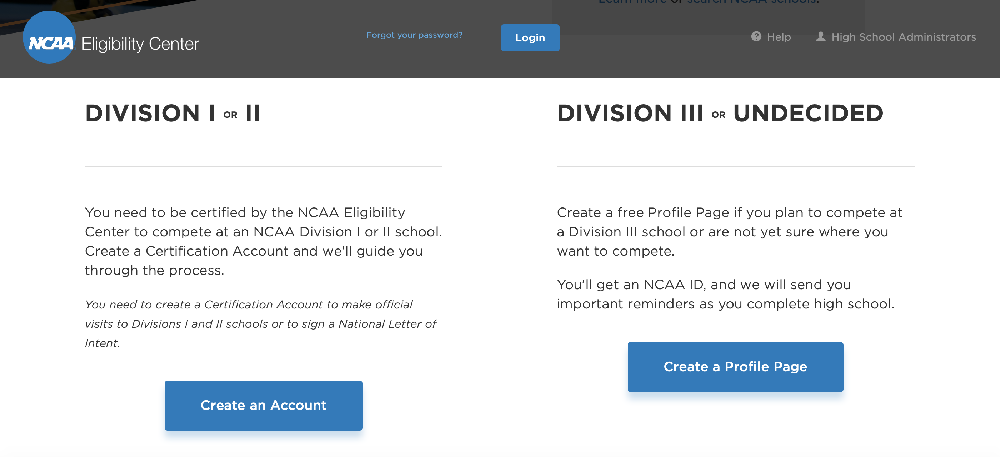 Learn more or search NCAA schools.
NCAA Eligibility Center
Forgot your password?
Login
Help
High School Administrators
DIVISION I OR II
You need to be certified by the NCAA Eligibility
Center to compete at an NCAA Division I or II school.
Create a Certification Account and we'll guide you
through the process.
You need to create a Certification Account to make official
visits to Divisions I and II schools or to sign a National Letter of
Intent.
Create an Account
DIVISION III OR UNDECIDED
Create a free Profile Page if you plan to compete at
a Division III school or are not yet sure where you
want to compete.
You'll get an NCAA ID, and we will send you
important reminders as you complete high school.
Create a Profile Page